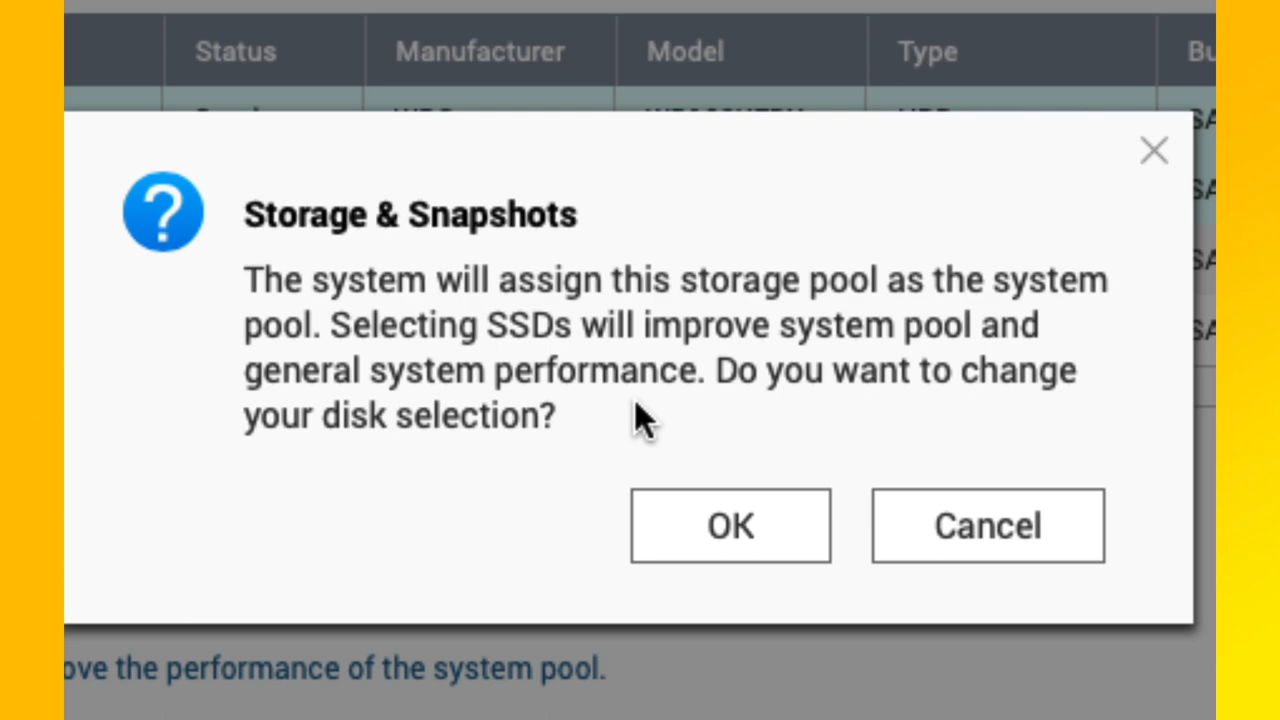 Status Manufacturer Model Type
Storage & Snapshots
The system will assign this storage pool as the system
pool. Selecting SSDs will improve system pool and
general system performance. Do you want to change
your disk selection?
OK Cancel
the performance of the system pool.